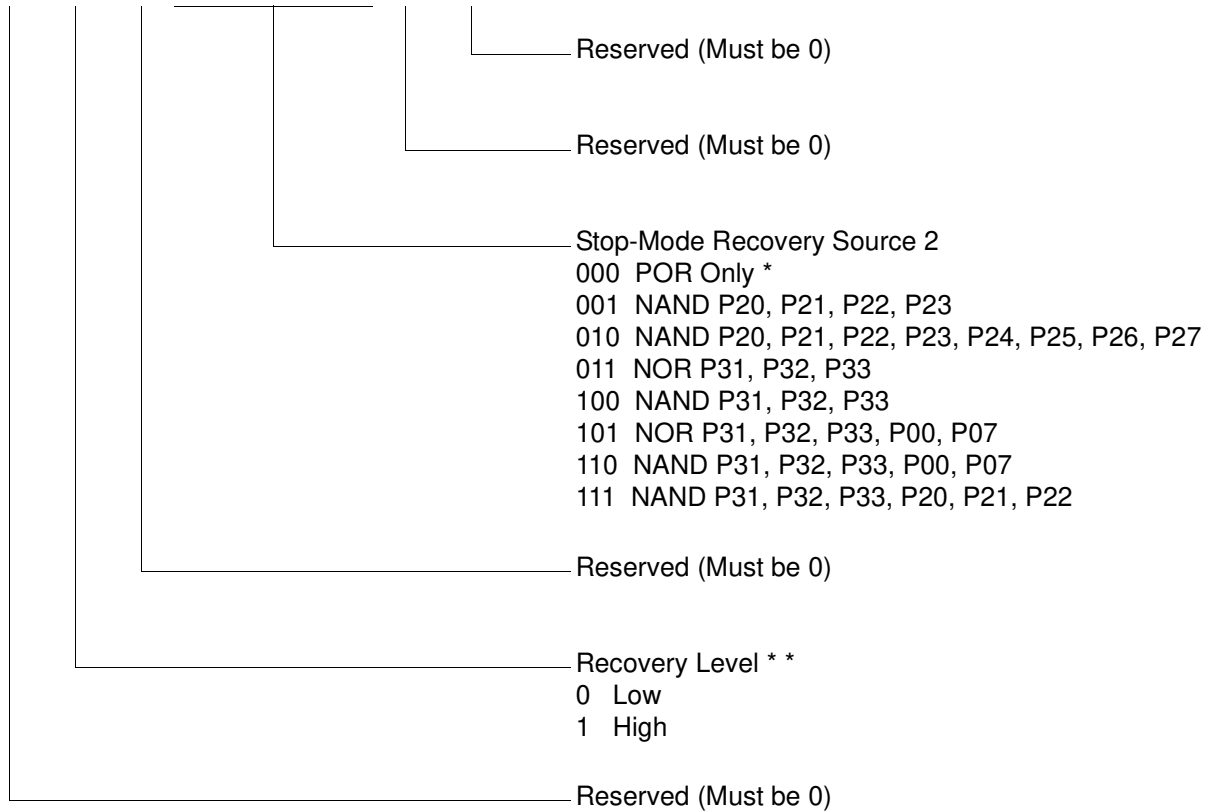 Reserved (Must be 0)
Reserved (Must be 0)
Stop-Mode Recovery Source 2
000 POR Only *
001 NAND P20, P21, P22, P23
010 NAND P20, P21, P22, P23, P24, P25, P26, P27
011 NOR P31, P32, P33
100 NAND P31, P32, P33
101 NOR P31, P32, P33, P00, P07
110 NAND P31, P32, P33, P00, P07
111 NAND P31, P32, P33, P20, P21, P22
Reserved (Must be 0)
Recovery Level * *
0 Low
1 High
Reserved (Must be 0)